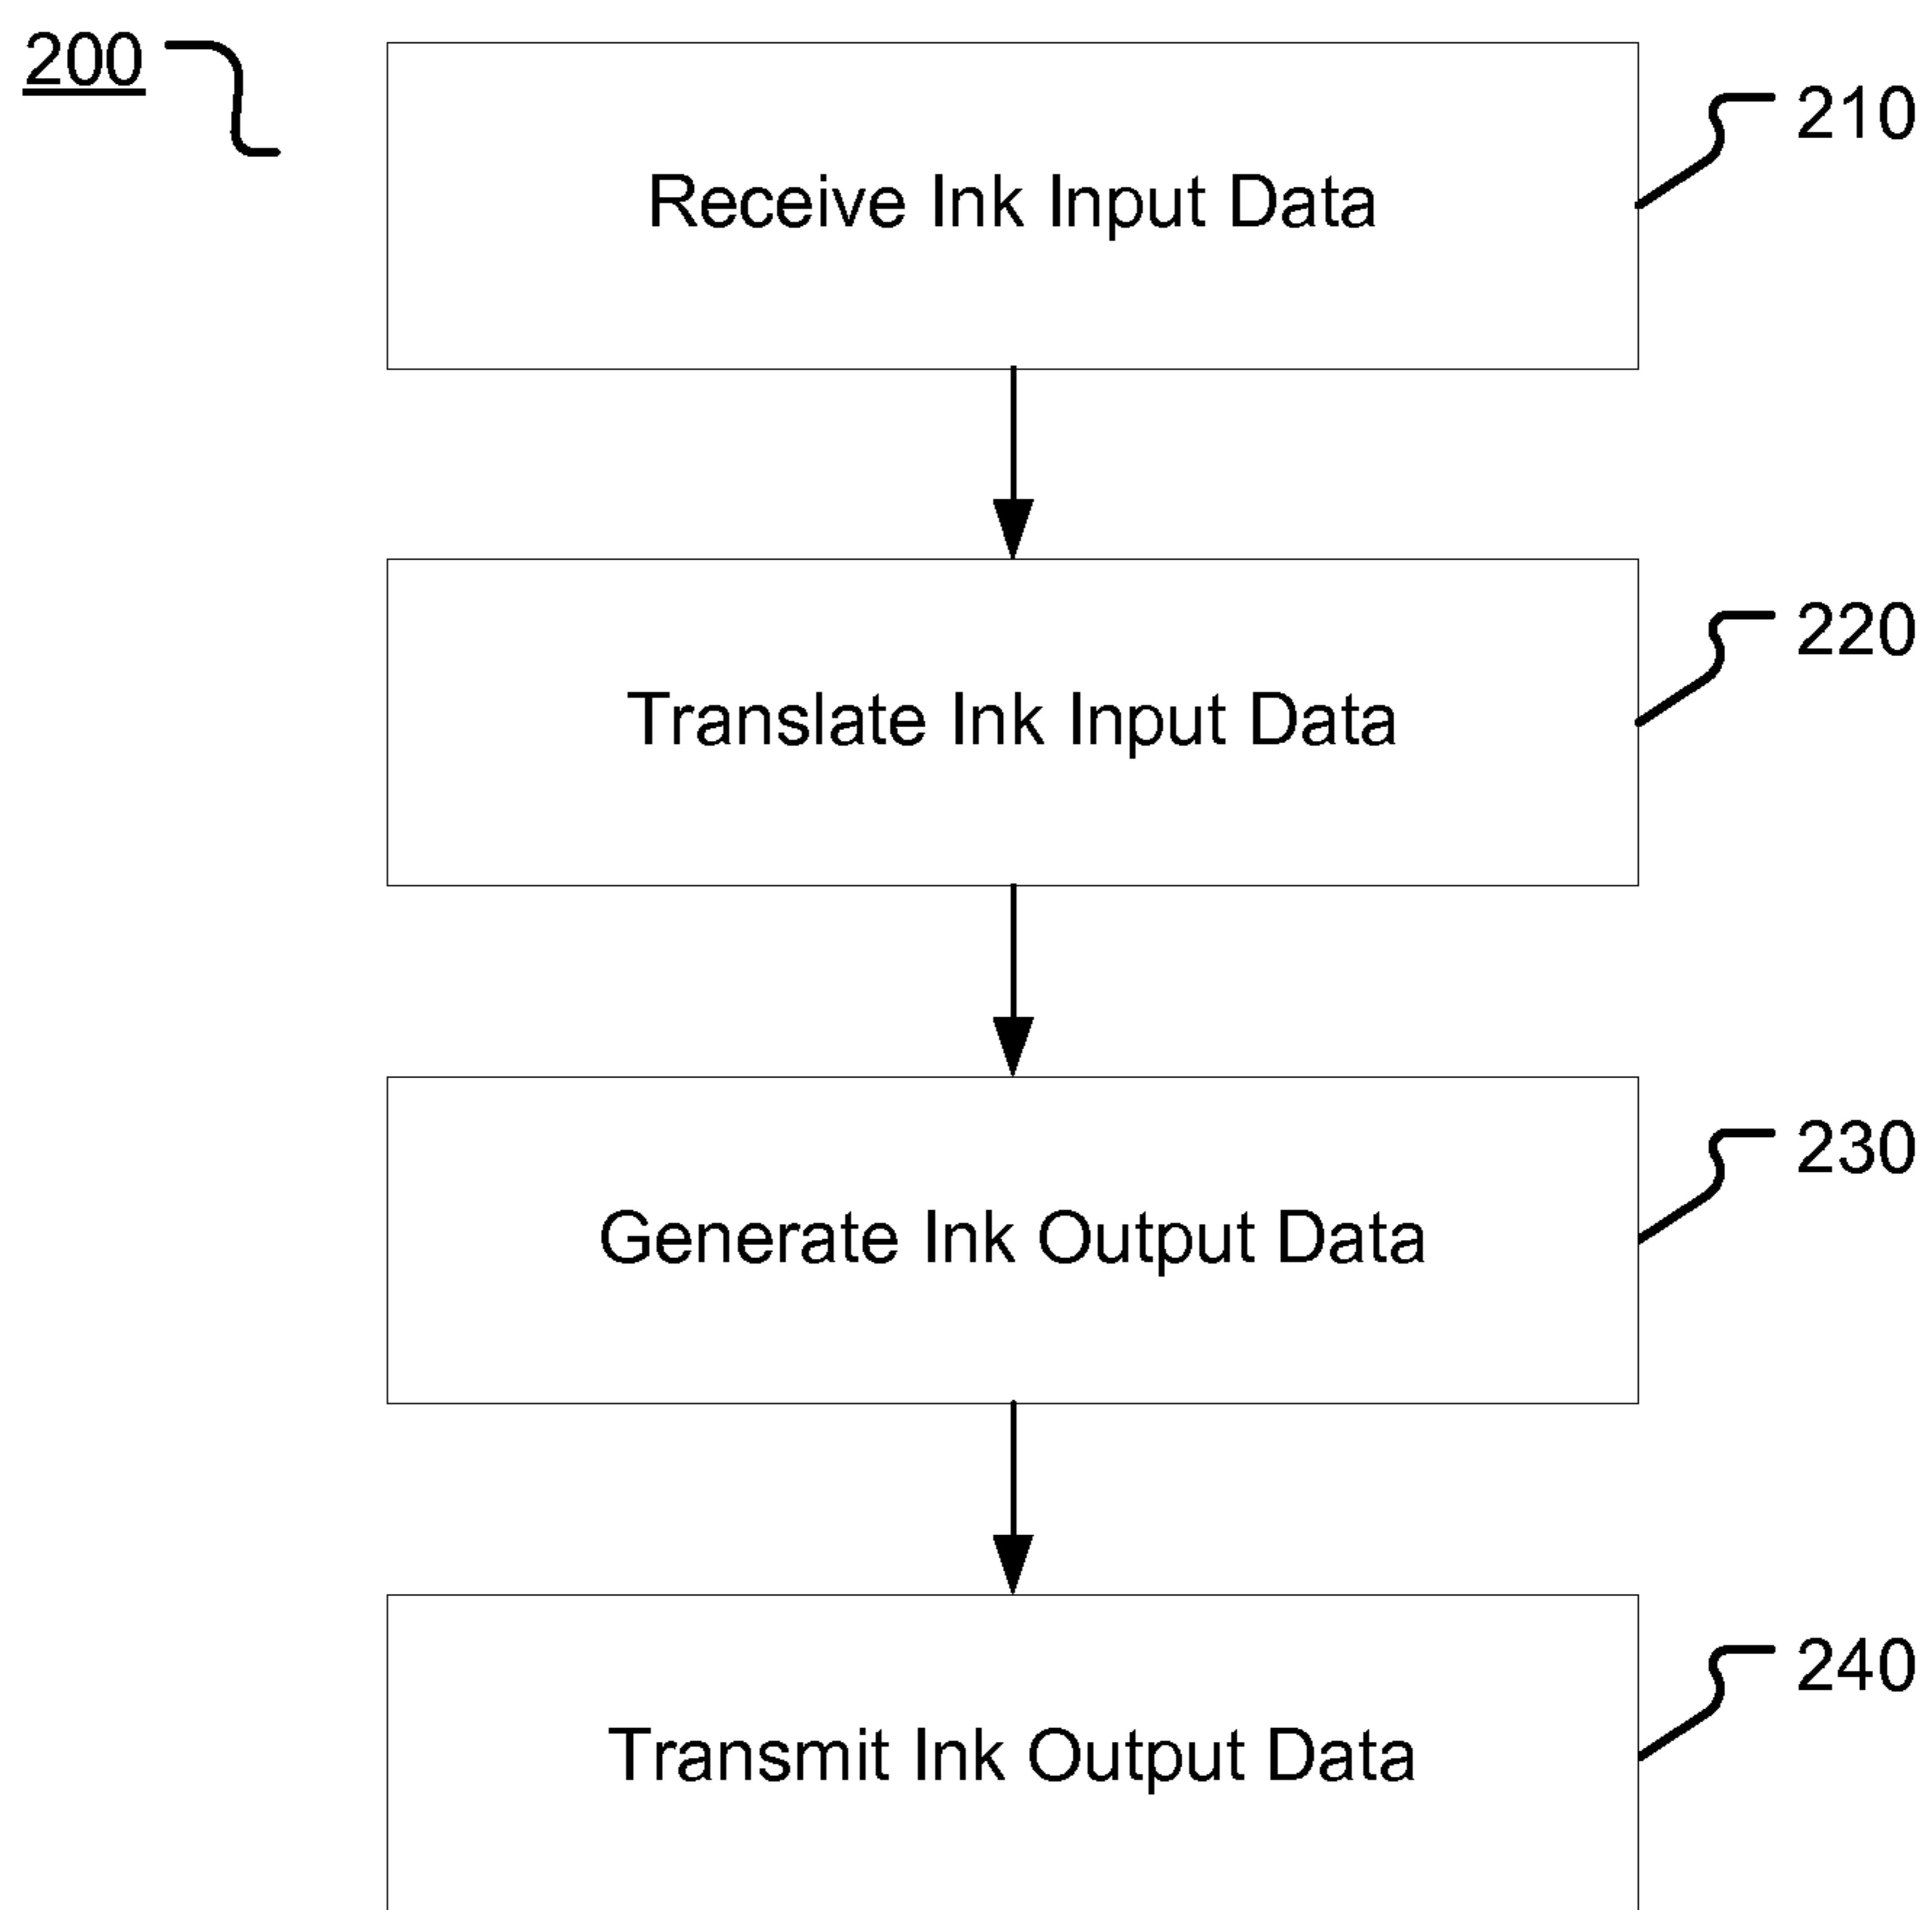 200
210
Receive Ink Input Data
220
Translate Ink Input Data
230
Generate Ink Output Data
240
Transmit Ink Output Data